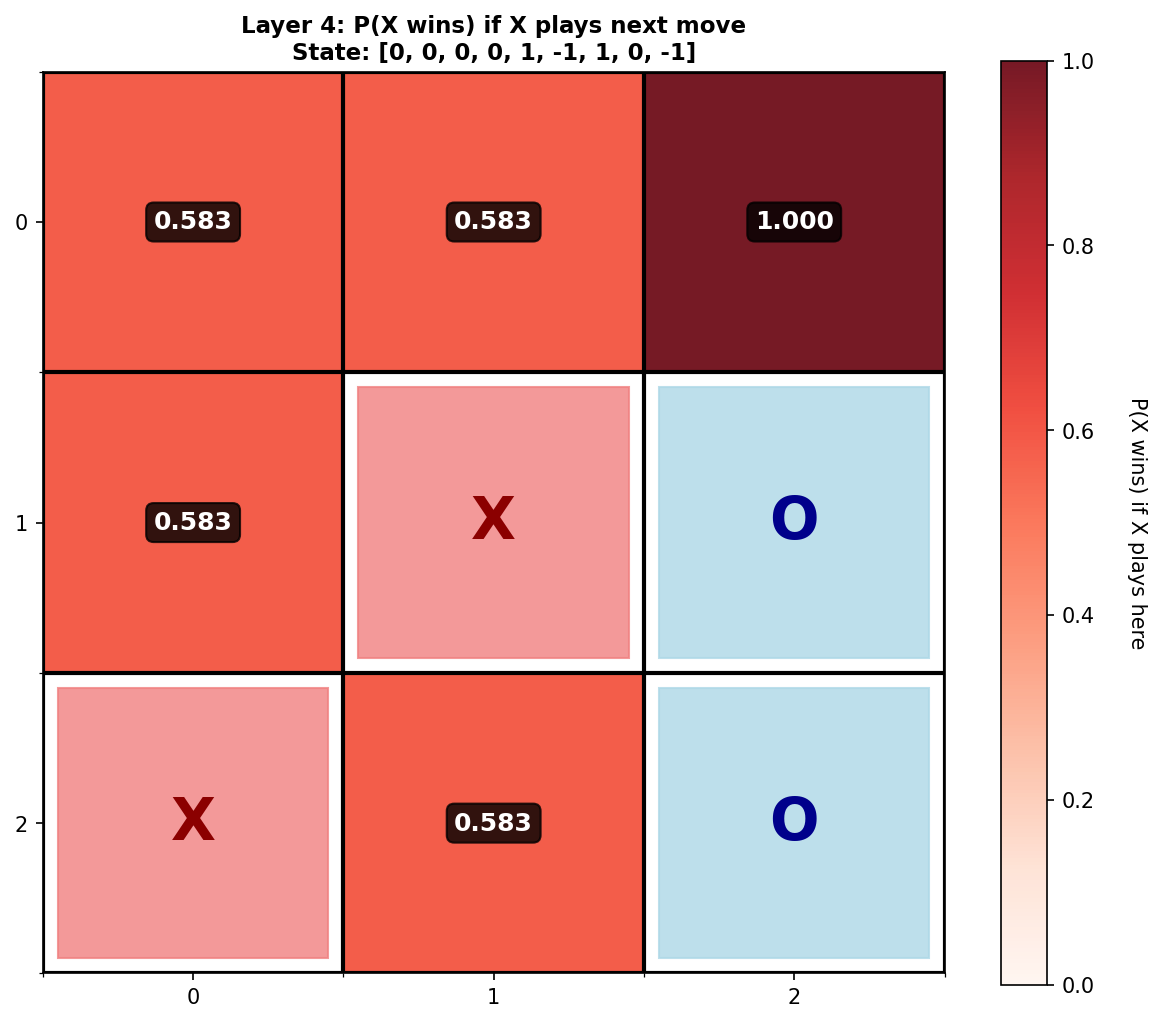 Layer 4: P(X wins) if X plays next move
State: [0, 0, 0, 0, 1, -1, 1, 0, -1]
0
0.583
0.583
1.000
1
0.583
X
O
2
X
0.583
O
0
1
2
1.0
0.8
0.6
0.4
0.2
0.0
P(X wins) if X plays here